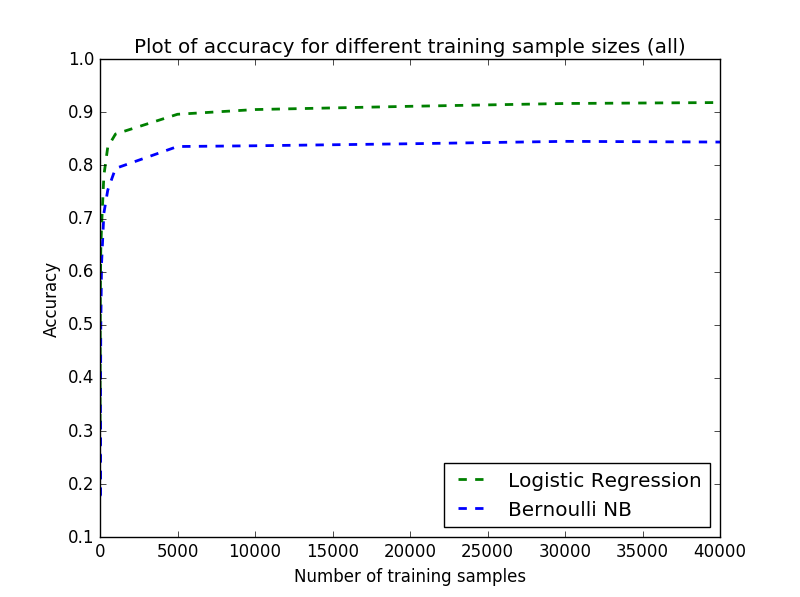 Plot of accuracy for different training sample sizes (all)
1.0
0.9
0.8
0.7
0.6
0.5
0.4
0.3
0.2
0.1
Accuracy
Logistic Regression
Bernoulli NB
0 5000 10000 15000 20000 25000 30000 35000 40000
Number of training samples